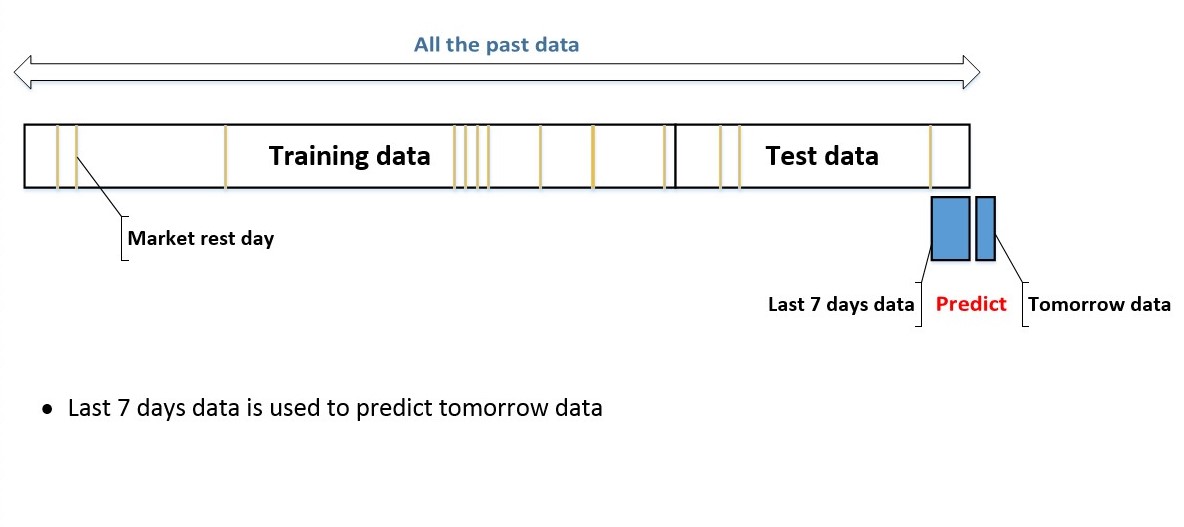 All the past data
Training data
Test data
Market rest day
Last 7 days data
Predict
Tomorrow data
• Last 7 days data is used to predict tomorrow data